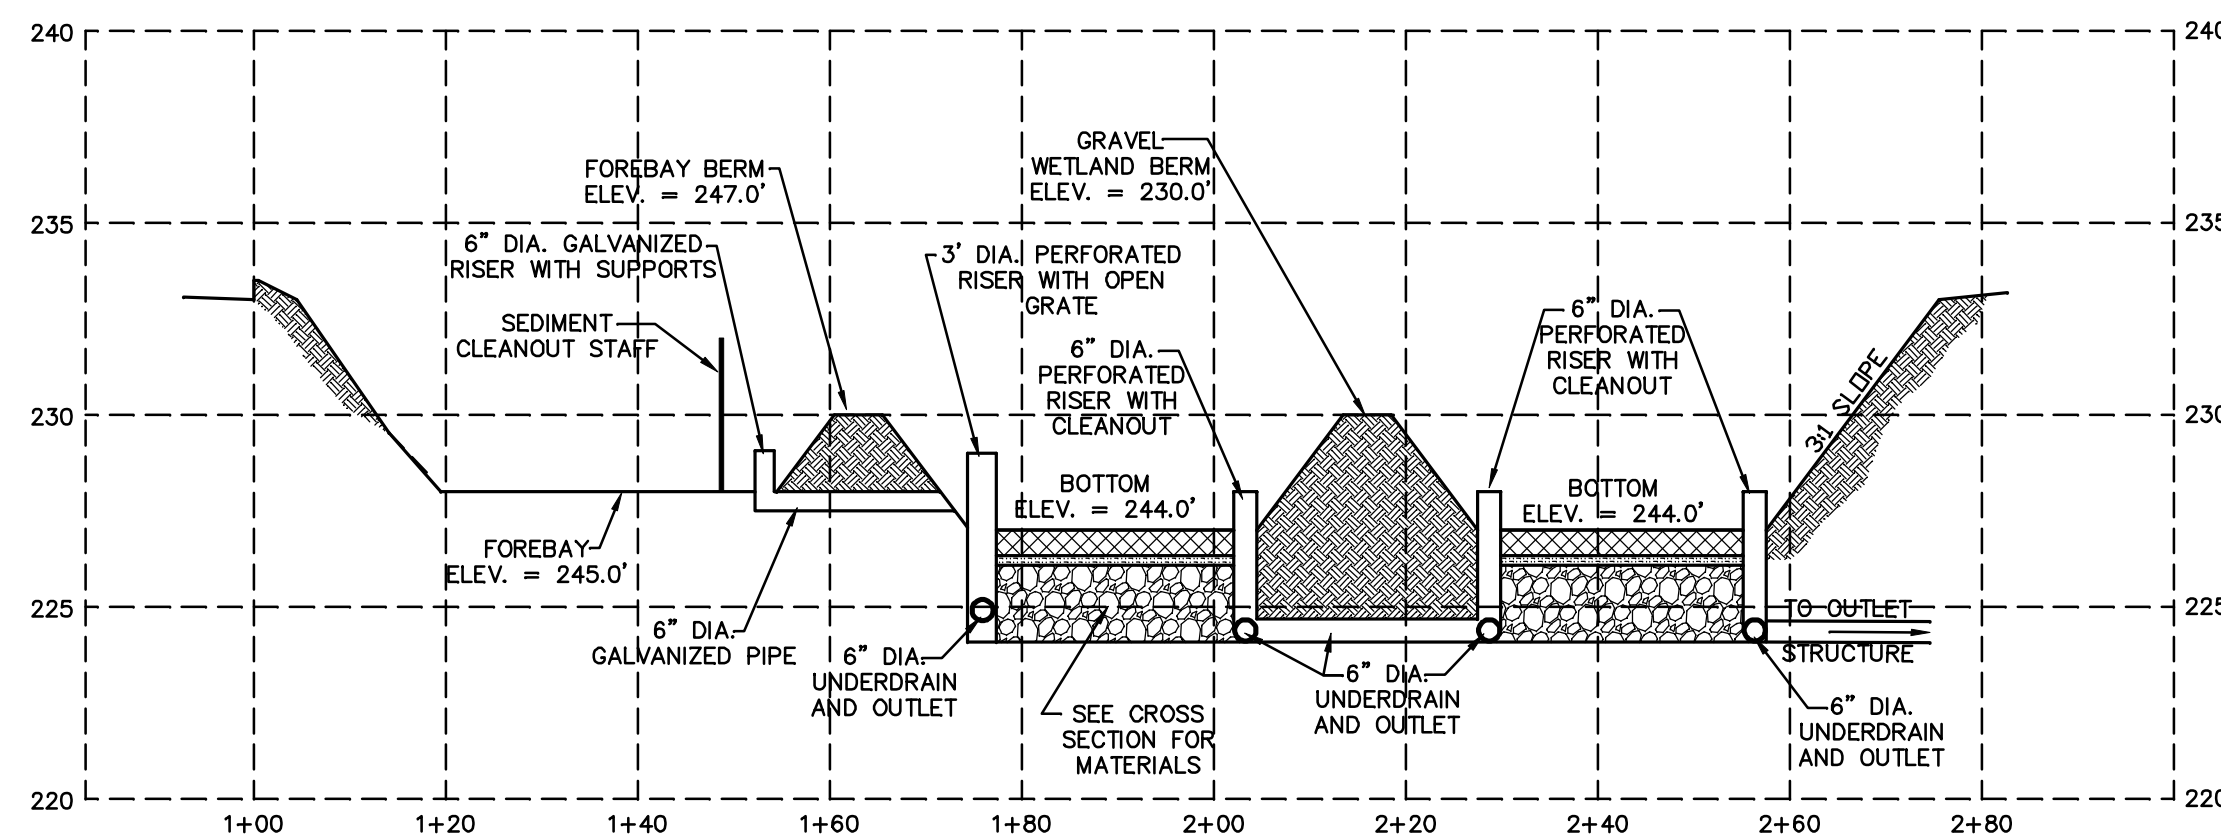 240
240
GRAVEL
WETLAND BERM
ELEV. = 230.0'
FOREBAY BERM
ELEV. = 247.0'
235
235
6" DIA. GALVANIZED
RISER WITH SUPPORTS
3' DIA. PERFORATED
RISER WITH OPEN
GRATE
SEDIMENT
CLEANOUT STAFF
6" DIA.
PERFORATED
RISER WITH
CLEANOUT
6" DIA.
PERFORATED
RISER WITH
CLEANOUT
3:1 SLOPE
230
230
BOTTOM
ELEV. = 244.0'
BOTTOM
ELEV. = 244.0'
FOREBAY
ELEV. = 245.0'
225
225
TO OUTLET
STRUCTURE
6" DIA.
GALVANIZED PIPE
6" DIA.
UNDERDRAIN
AND OUTLET
6" DIA.
UNDERDRAIN
AND OUTLET
SEE CROSS
SECTION FOR
MATERIALS
6" DIA.
UNDERDRAIN
AND OUTLET
220
220
1+00 1+20 1+40 1+60 1+80 2+00 2+20 2+40 2+60 2+80